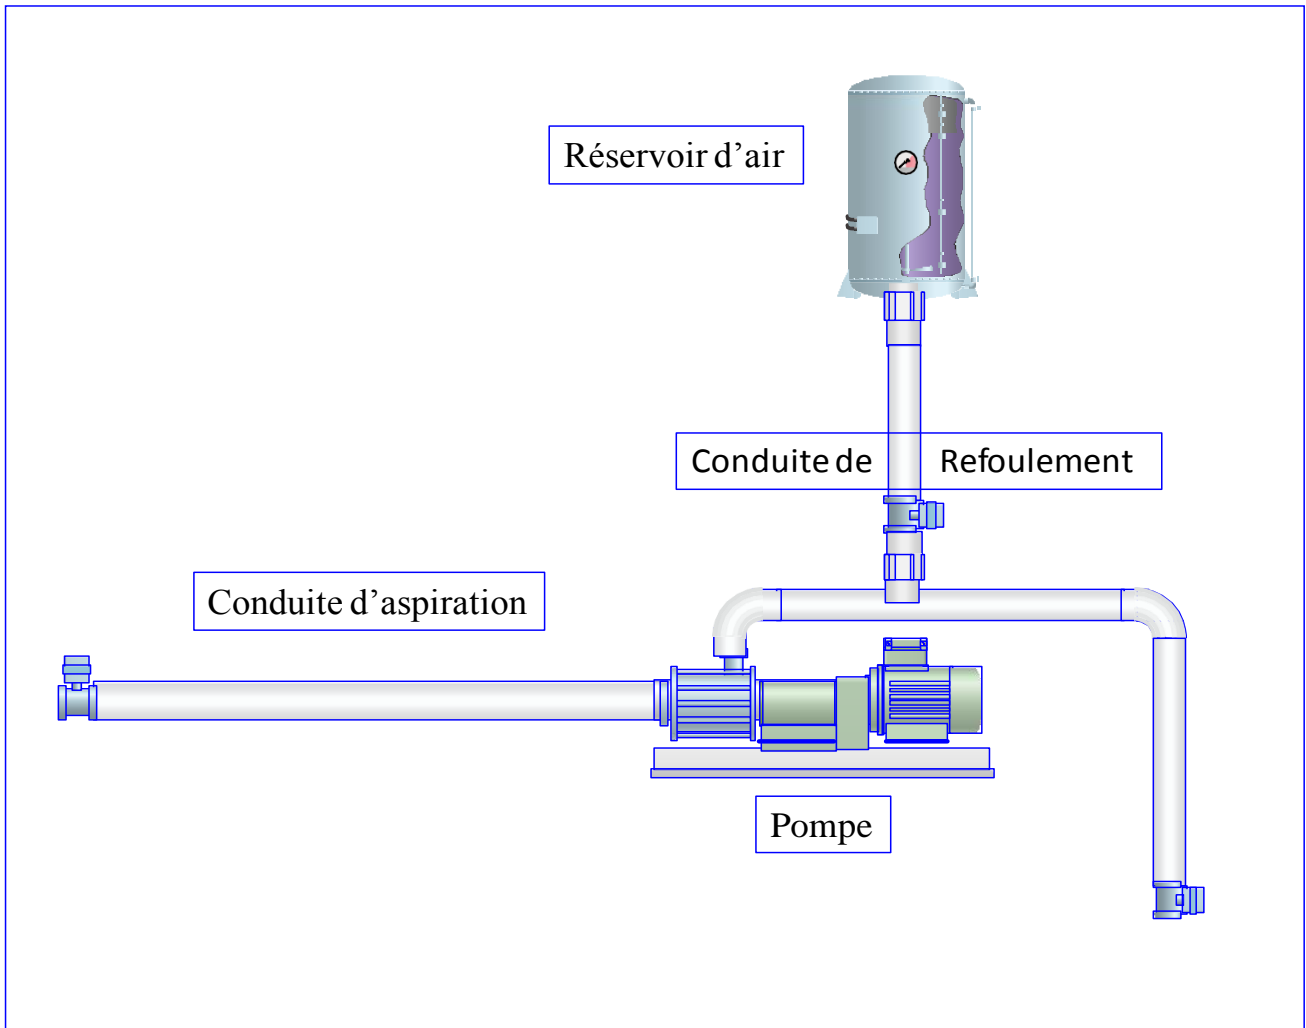 Réservoir d’air
Conduite de Refoulement
Conduite d’aspiration
Pompe